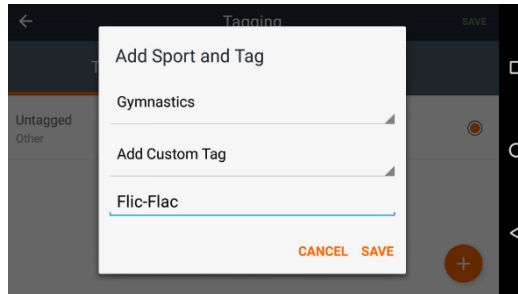 Tagging
SAVE
Add Sport and Tag
Gymnastics
Untagged
Other
Add Custom Tag
Flic-Flac
CANCEL SAVE